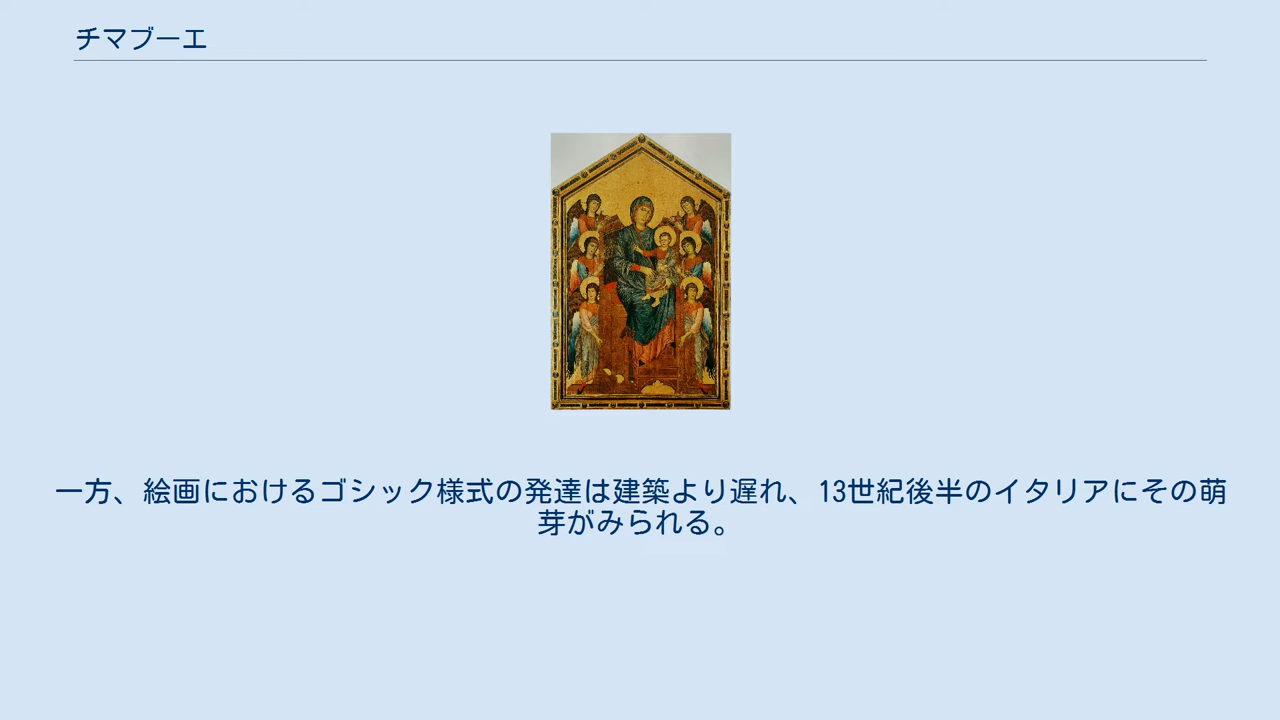 チマブーエ
一方、絵画におけるゴシック様式の発達は建築より遅れ、13世紀後半のイタリアにその萌
芽がみられる。